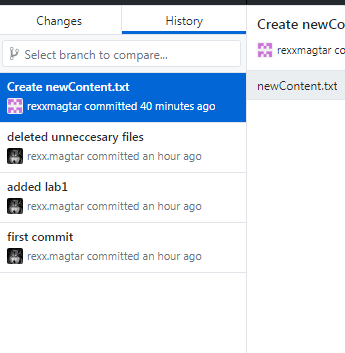 Changes
History
Select branch to compare...
Create newContent.txt
rexxmagtar committed 40 minutes ago
deleted unneccesary files
rexx.magtar committed an hour ago
added lab1
rexx.magtar committed an hour ago
first commit
rexx.magtar committed an hour ago
Create newCo
rexxmagtar co
newContent.txt